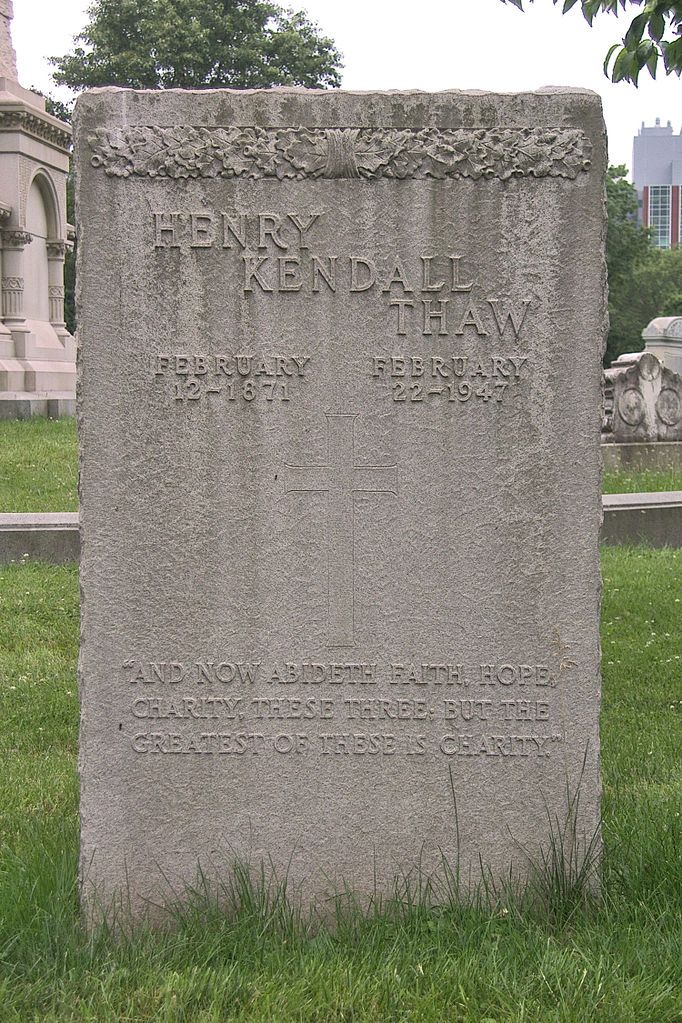 HENRY
KENDALL
THAW
FEBRUARY FEBRUARY
12-1871 22-1947
"AND NOW ABIDETH FAITH, HOPE,
CHARITY, THESE THREE; BUT THE
GREATEST OF THESE IS CHARITY."